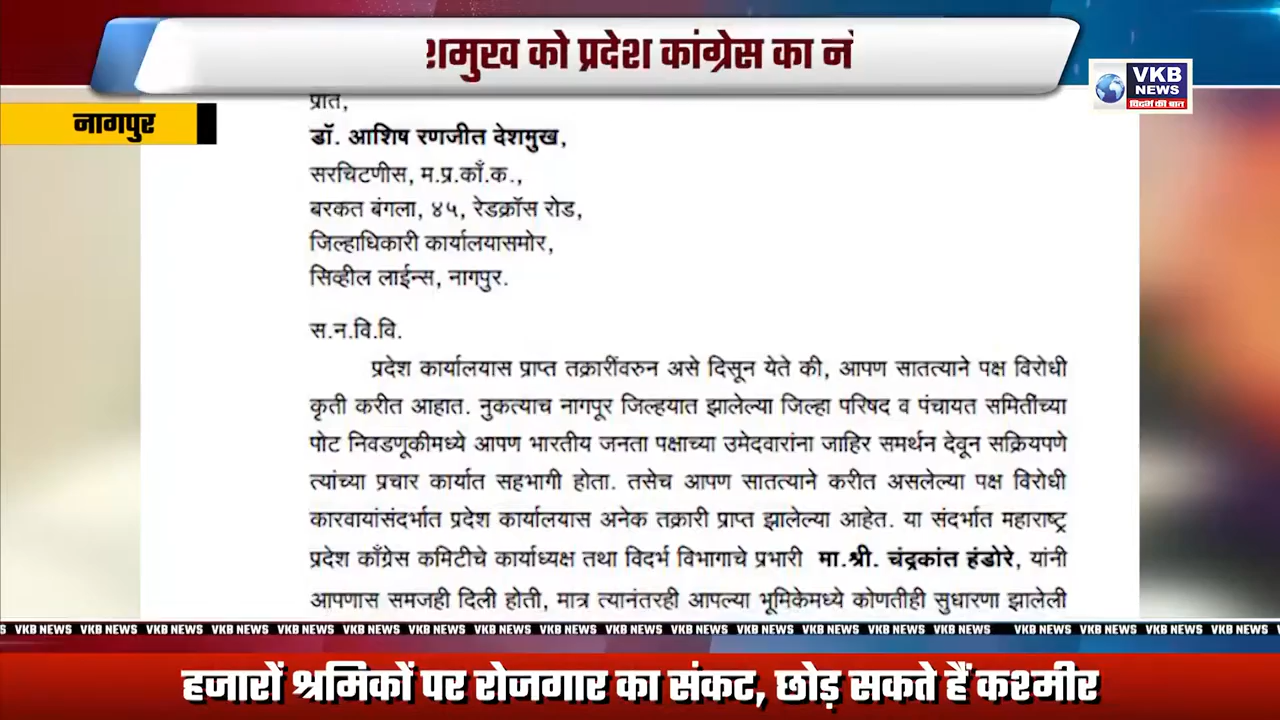 को प्रदेश कांग्रेस का
VKB
NEWS
विदर्भ की बात
नागपुर
प्रति,
डॉ. आशिष रणजीत देशमुख,
सरचिटणीस, म.प्र.काँ.क.,
बरकत बंगला, ४५, रेडक्रॉस रोड,
जिल्हाधिकारी कार्यालयासमोर,
सिव्हील लाईन्स, नागपुर.
स.न.वि.वि.
प्रदेश कार्यालयास प्राप्त तक्रारींवरुन असे दिसून येते की, आपण सातत्याने पक्ष विरोधी
कृती करीत आहात. नुकत्याच नागपूर जिल्हयात झालेल्या जिल्हा परिषद व पंचायत समितींच्या
पोट निवडणूकीमध्ये आपण भारतीय जनता पक्षाच्या उमेदवारांना जाहिर समर्थन देवून सक्रियपणे
त्यांच्या प्रचार कार्यात सहभागी होता. तसेच आपण सातत्याने करीत असलेल्या पक्ष विरोधी
कारवायांसंदर्भात प्रदेश कार्यालयास अनेक तक्रारी प्राप्त झालेल्या आहेत. या संदर्भात महाराष्ट्र
प्रदेश काँग्रेस कमिटीचे कार्याध्यक्ष तथा विदर्भ विभागाचे प्रभारी मा.श्री. चंद्रकांत हंडोरे, यांनी
आपणास समजही दिली होती, मात्र त्यानंतरही आपल्या भूमिकेमध्ये कोणतीही सुधारणा झालेली
VKB NEWS VKB NEWS VKB NEWS VKB NEWS VKB NEWS VKB NEWS VKB NEWS VKB NEWS VKB NEWS VKB NEWS VKB NEWS VKB NEWS VKB NEWS VKB NEWS VKB NEWS VKB NEWS VKB NEWS VKB NEWS VKB NEWS
हजारों श्रमिकों पर रोजगार का संकट, छोड़ सकते हैं कश्मीर